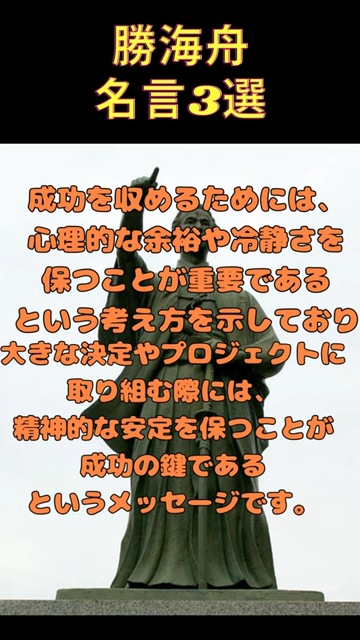 勝海舟
名言3選
成功を収めるためには、
心理的な余裕や冷静さを
保つことが重要である
という考え方を示しており
大きな決定やプロジェクトに
取り組む際には、
精神的な安定を保つことが
成功の鍵である
というメッセージです。